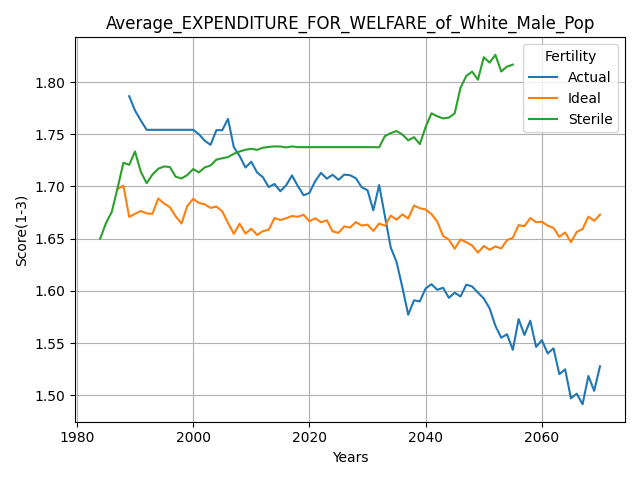 Average_EXPENDITURE_FOR_WELFARE_of_White_Male_Pop
Fertility
Actual
Ideal
Sterile
Score(1-3)
1.80
1.75
1.70
1.65
1.60
1.55
1.50
1980
2000
2020
2040
2060
Years